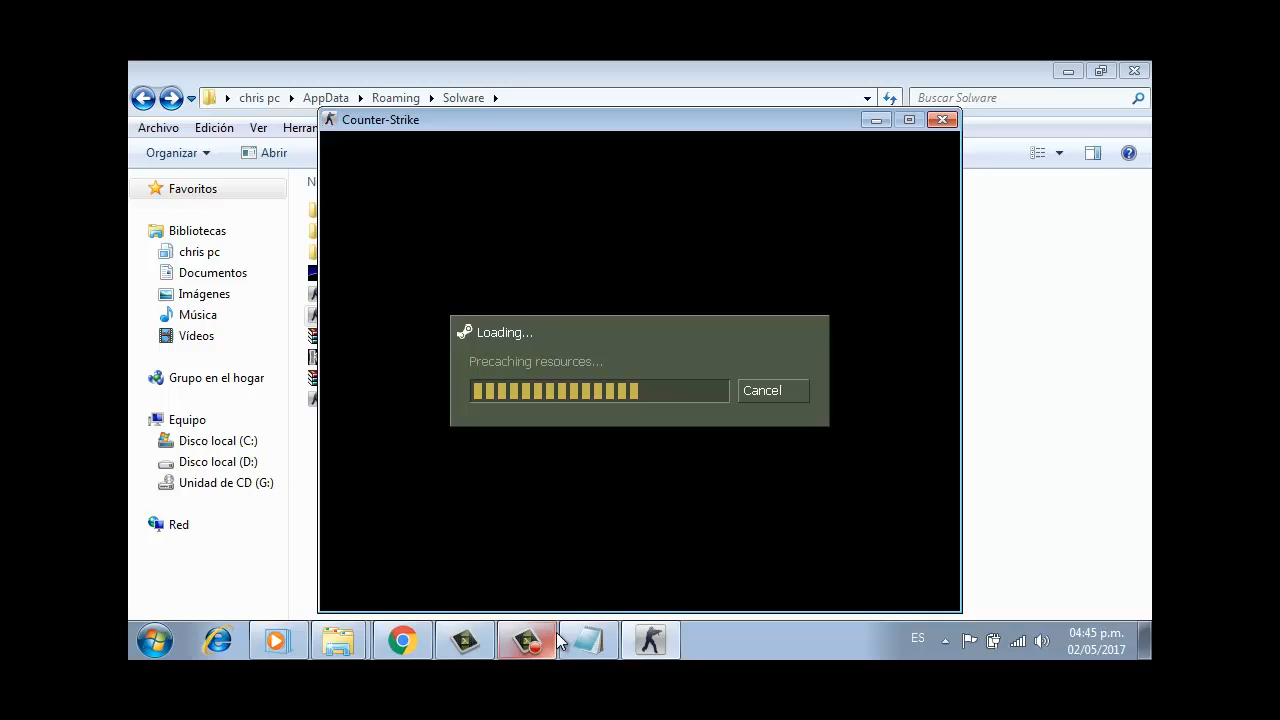 chris pc AppData Roaming Solware Buscar Solware
Counter-Strike
Archivo Edición Ver Herram
Organizar Abrir
Favoritos
N
Bibliotecas
chris pc
Documentos
Imágenes
Música
Vídeos
Grupo en el hogar
Equipo
Disco local (C:)
Disco local (D:)
Unidad de CD (G:)
Red
Loading...
Precaching resources...
Cancel
ES
04:45 p.m.
02/05/2017